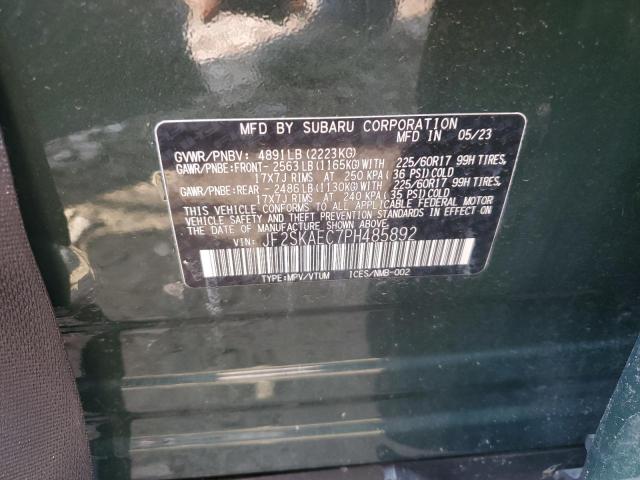 MFD BY SUBARU CORPORATION
MFD IN 05/23
GVWR/PNBV: 4891LB(2223KG)
GAWR/PNBE:FRONT- 2563LB(1165KG)WITH 225/60R17 99H TIRES,
17X7J RIMS AT 250 KPA(36 PSI)COLD
GAWR/PNBE:REAR - 2486LB(1130KG)WITH 225/60R17 99H TIRES,
17X7J RIMS AT 240 KPA(35 PSI)COLD
THIS VEHICLE CONFORMS TO ALL APPLICABLE FEDERAL MOTOR
VEHICLE SAFETY AND THEFT PREVENTION STANDARDS IN EFFECT
ON THE DATE OF MANUFACTURE SHOWN ABOVE.
VIN: JF2SKAEC7PH485892
TYPE:MPV/VTUM ICES/NMB-002